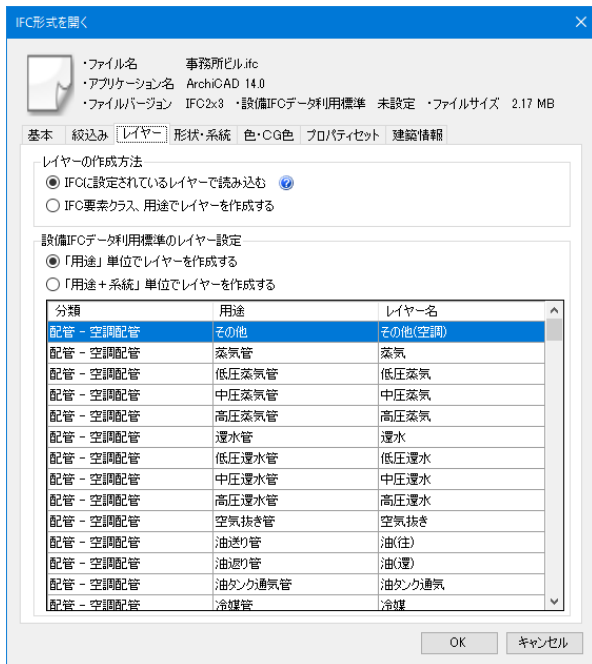 IFC形式を開く
・ファイル名 事務所ビル.ifc
・アプリケーション名 ArchiCAD 14.0
・ファイルバージョン IFC2x3 ・設備IFCデータ利用標準 未設定 ・ファイルサイズ 2.17 MB
基本 絞込み レイヤー 形状・系統 色・CG色 プロパティセット 建築情報
レイヤーの作成方法
IFCに設定されているレイヤーで読み込む
IFC要素クラス、用途でレイヤーを作成する
設備IFCデータ利用標準のレイヤー設定
「用途」単位でレイヤーを作成する
「用途+系統」単位でレイヤーを作成する
分類 用途 レイヤー名
配管 - 空調配管 その他 その他(空調)
配管 - 空調配管 蒸気管 蒸気
配管 - 空調配管 低圧蒸気管 低圧蒸気
配管 - 空調配管 中圧蒸気管 中圧蒸気
配管 - 空調配管 高圧蒸気管 高圧蒸気
配管 - 空調配管 還水管 還水
配管 - 空調配管 低圧還水管 低圧還水
配管 - 空調配管 中圧還水管 中圧還水
配管 - 空調配管 高圧還水管 高圧還水
配管 - 空調配管 空気抜き管 空気抜き
配管 - 空調配管 油送り管 油(往)
配管 - 空調配管 油返り管 油(還)
配管 - 空調配管 油タンク通気管 油タンク通気
配管 - 空調配管 冷媒管 冷媒
OK キャンセル